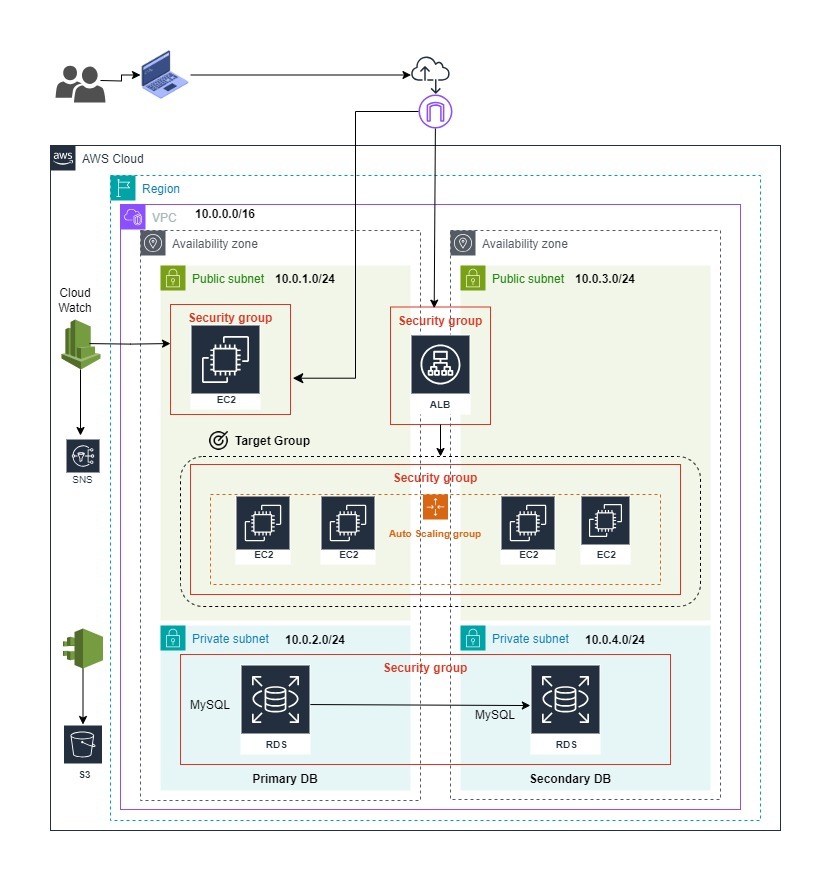 aws
AWS Cloud
Region
VPC
10.0.0.0/16
Availability zone
Availability zone
Public subnet 10.0.1.0/24
Public subnet 10.0.3.0/24
Cloud
Watch
Security group
EC2
Security group
ALB
SNS
Target Group
Security group
Auto Scaling group
EC2
EC2
EC2
EC2
Private subnet 10.0.2.0/24
Private subnet 10.0.4.0/24
Security group
MySQL
RDS
MySQL
RDS
S3
Primary DB
Secondary DB